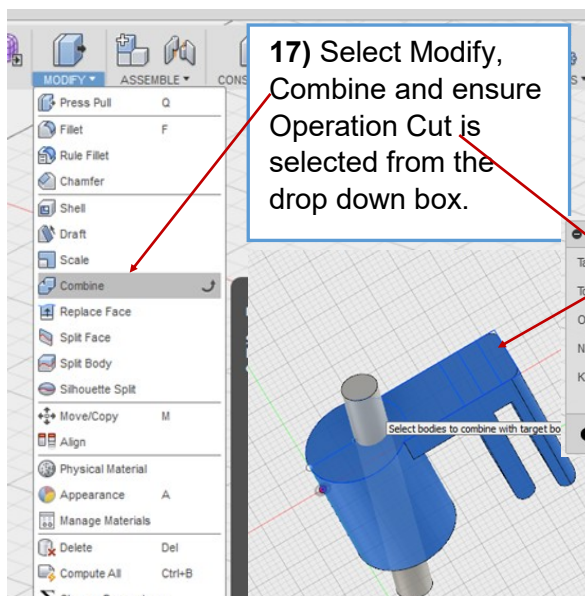 MODIFY ▾ ASSEMBLE ▾ CONS
17) Select Modify,
Combine and ensure
Operation Cut is
selected from the
drop down box.
Press Pull Q
Fillet F
Rule Fillet
Chamfer
Shell
Draft
Scale
Combine
Replace Face
Split Face
Split Body
Silhouette Split
Move/Copy M
Align
Physical Material
Appearance A
Manage Materials
Delete Del
Compute All Ctrl+B
Select bodies to combine with target bo